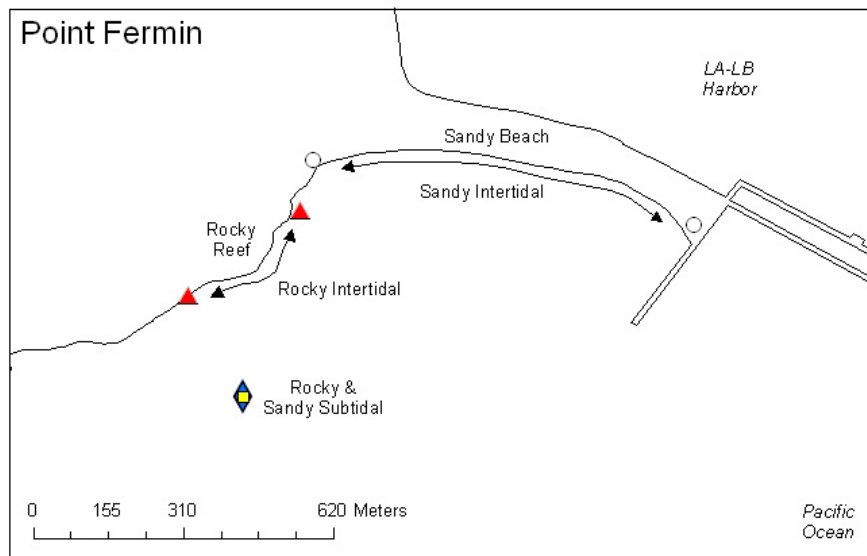 Point Fermin
LA-LB
Harbor
Sandy Beach
Sandy Intertidal
Rocky
Reef
Rocky Intertidal
Rocky &
Sandy Subtidal
0 155 310 620 Meters
Pacific
Ocean